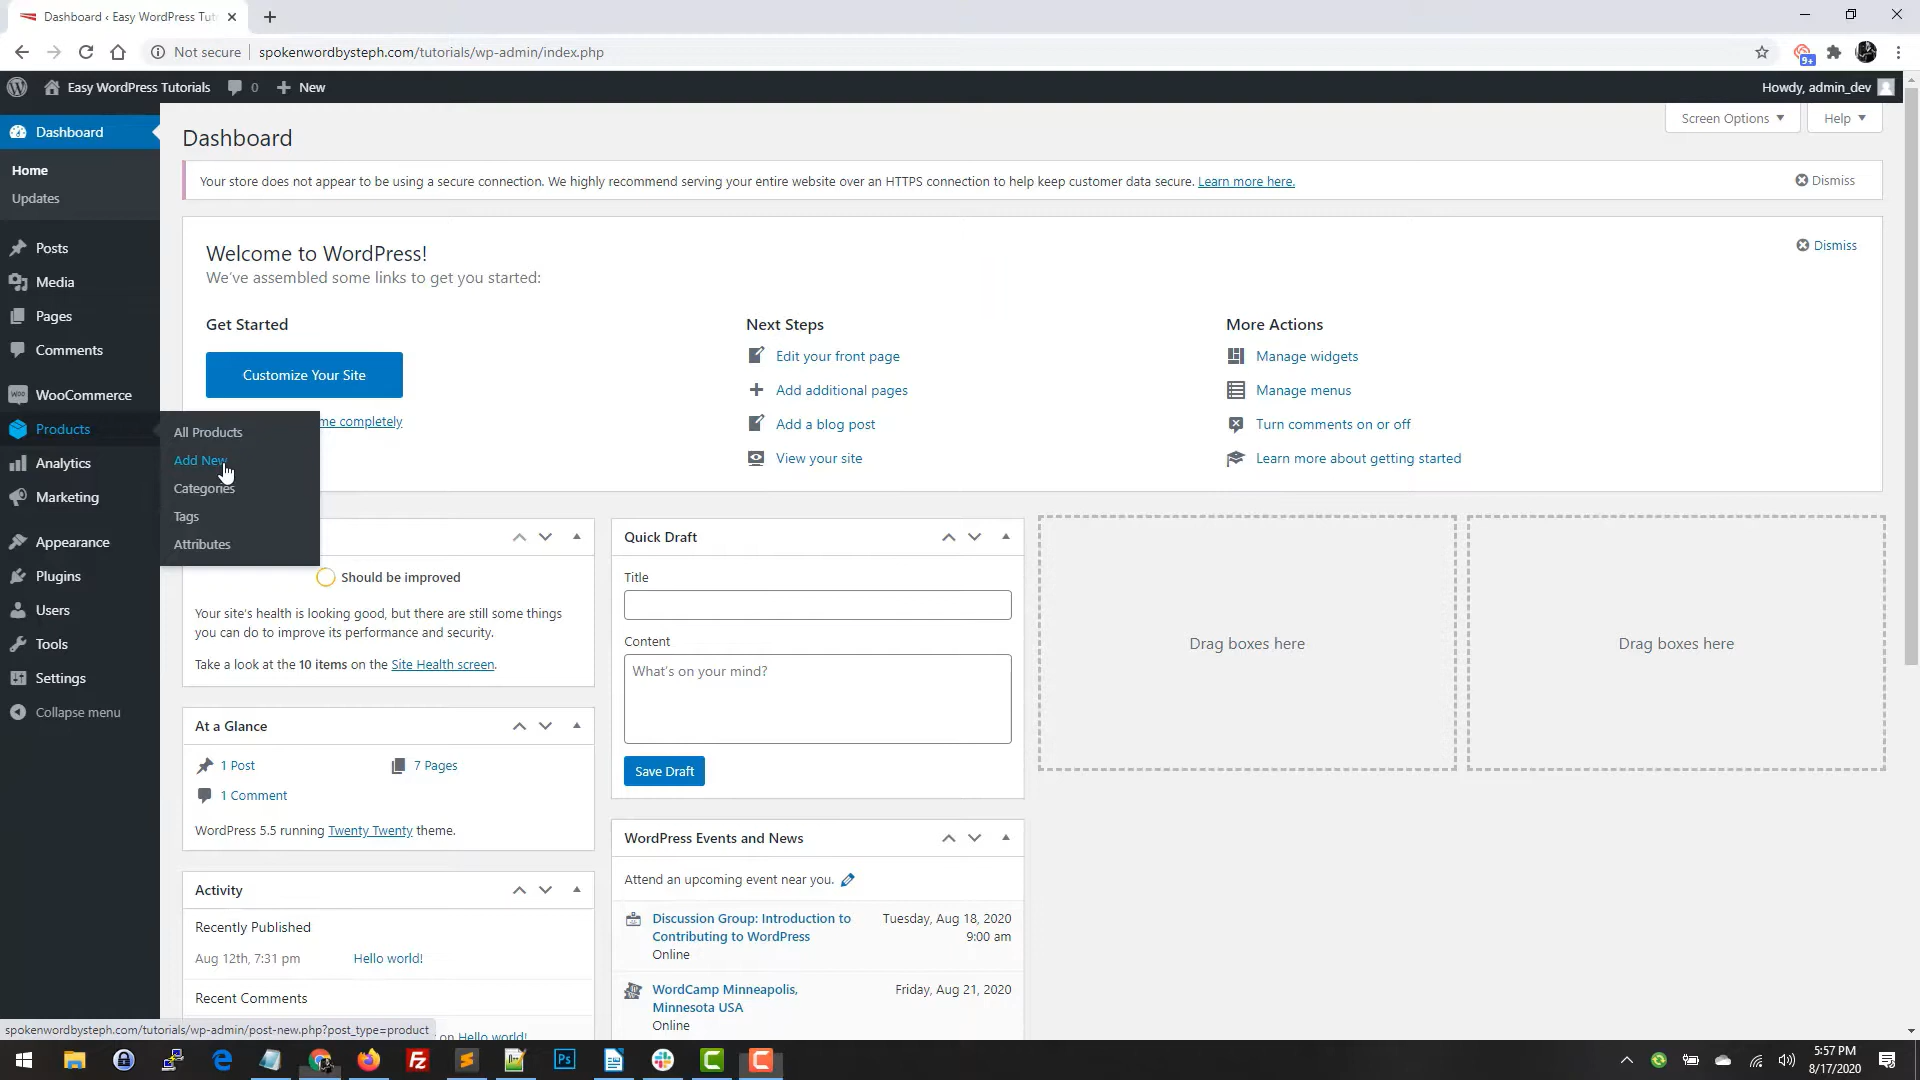 Dashboard ‹ Easy WordPress Tut
Not secure spokenwordbysteph.com/tutorials/wp-admin/index.php
9+
Easy WordPress Tutorials 0 New Howdy, admin_dev
Dashboard
Home
Updates
Posts
Media
Pages
Comments
WooCommerce
Products
Analytics
Marketing
Appearance
Plugins
Users
Tools
Settings
Collapse menu
All Products
Add New
Categories
Tags
Attributes
Screen Options Help
Dashboard
Your store does not appear to be using a secure connection. We highly recommend serving your entire website over an HTTPS connection to help keep customer data secure. Learn more here. Dismiss
Welcome to WordPress!
We've assembled some links to get you started:
Dismiss
Get Started
Customize Your Site
me completely
Next Steps
Edit your front page
Add additional pages
Add a blog post
View your site
More Actions
Manage widgets
Manage menus
Turn comments on or off
Learn more about getting started
Should be improved
Your site's health is looking good, but there are still some things
you can do to improve its performance and security.
Take a look at the 10 items on the Site Health screen.
At a Glance
1 Post 7 Pages
1 Comment
WordPress 5.5 running Twenty Twenty theme.
Activity
Recently Published
Aug 12th, 7:31 pm Hello world!
Recent Comments
on Hello world!
Quick Draft
Title
Content
What's on your mind?
Save Draft
WordPress Events and News
Attend an upcoming event near you.
Discussion Group: Introduction to
Contributing to WordPress
Online
Tuesday, Aug 18, 2020
9:00 am
WordCamp Minneapolis,
Minnesota USA
Online
Friday, Aug 21, 2020
Drag boxes here
Drag boxes here
spokenwordbysteph.com/tutorials/wp-admin/post-new.php?post_type=product
5:57 PM
8/17/2020